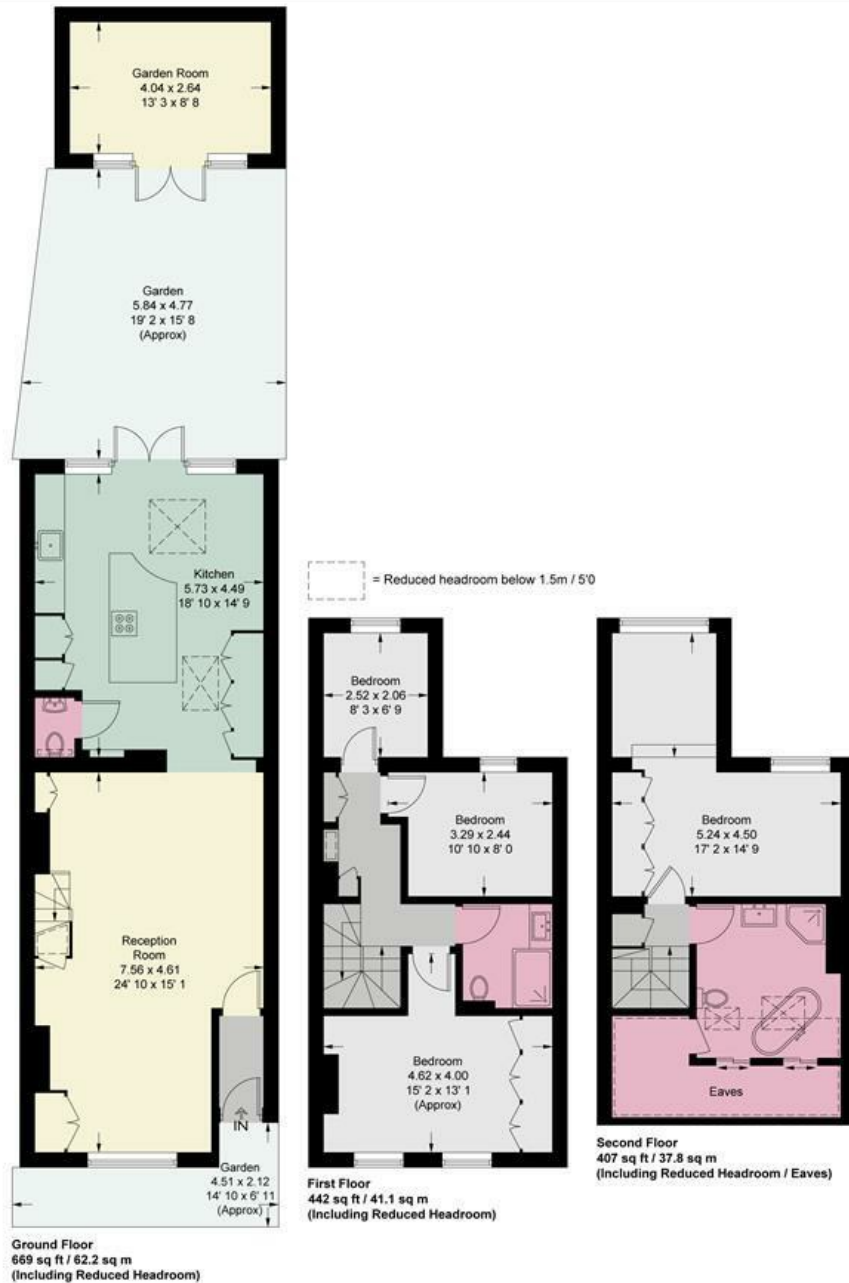 Garden Room
4.04 x 2.64
13' 3 x 8' 8
Garden
5.84 x 4.77
19' 2 x 15' 8
(Approx)
Kitchen
5.73 x 4.49
18' 10 x 14' 9
Reception
Room
7.56 x 4.61
24' 10 x 15' 1
IN
Garden
4.51 x 2.12
14' 10 x 6' 11
(Approx)
Ground Floor
669 sq ft / 62.2 sq m
(Including Reduced Headroom)
= Reduced headroom below 1.5m / 5'0
Bedroom
2.52 x 2.06
8' 3 x 6' 9
Bedroom
3.29 x 2.44
10' 10 x 8' 0
Bedroom
4.62 x 4.00
15' 2 x 13' 1
(Approx)
First Floor
442 sq ft / 41.1 sq m
(Including Reduced Headroom)
Bedroom
5.24 x 4.50
17' 2 x 14' 9
Eaves
Second Floor
407 sq ft / 37.8 sq m
(Including Reduced Headroom / Eaves)